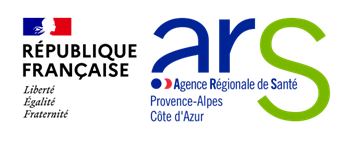 RÉPUBLIQUE
FRANÇAISE
Liberté
Égalité
Fraternité
ars
Agence Régionale de Santé
Provence-Alpes
Côte d'Azur